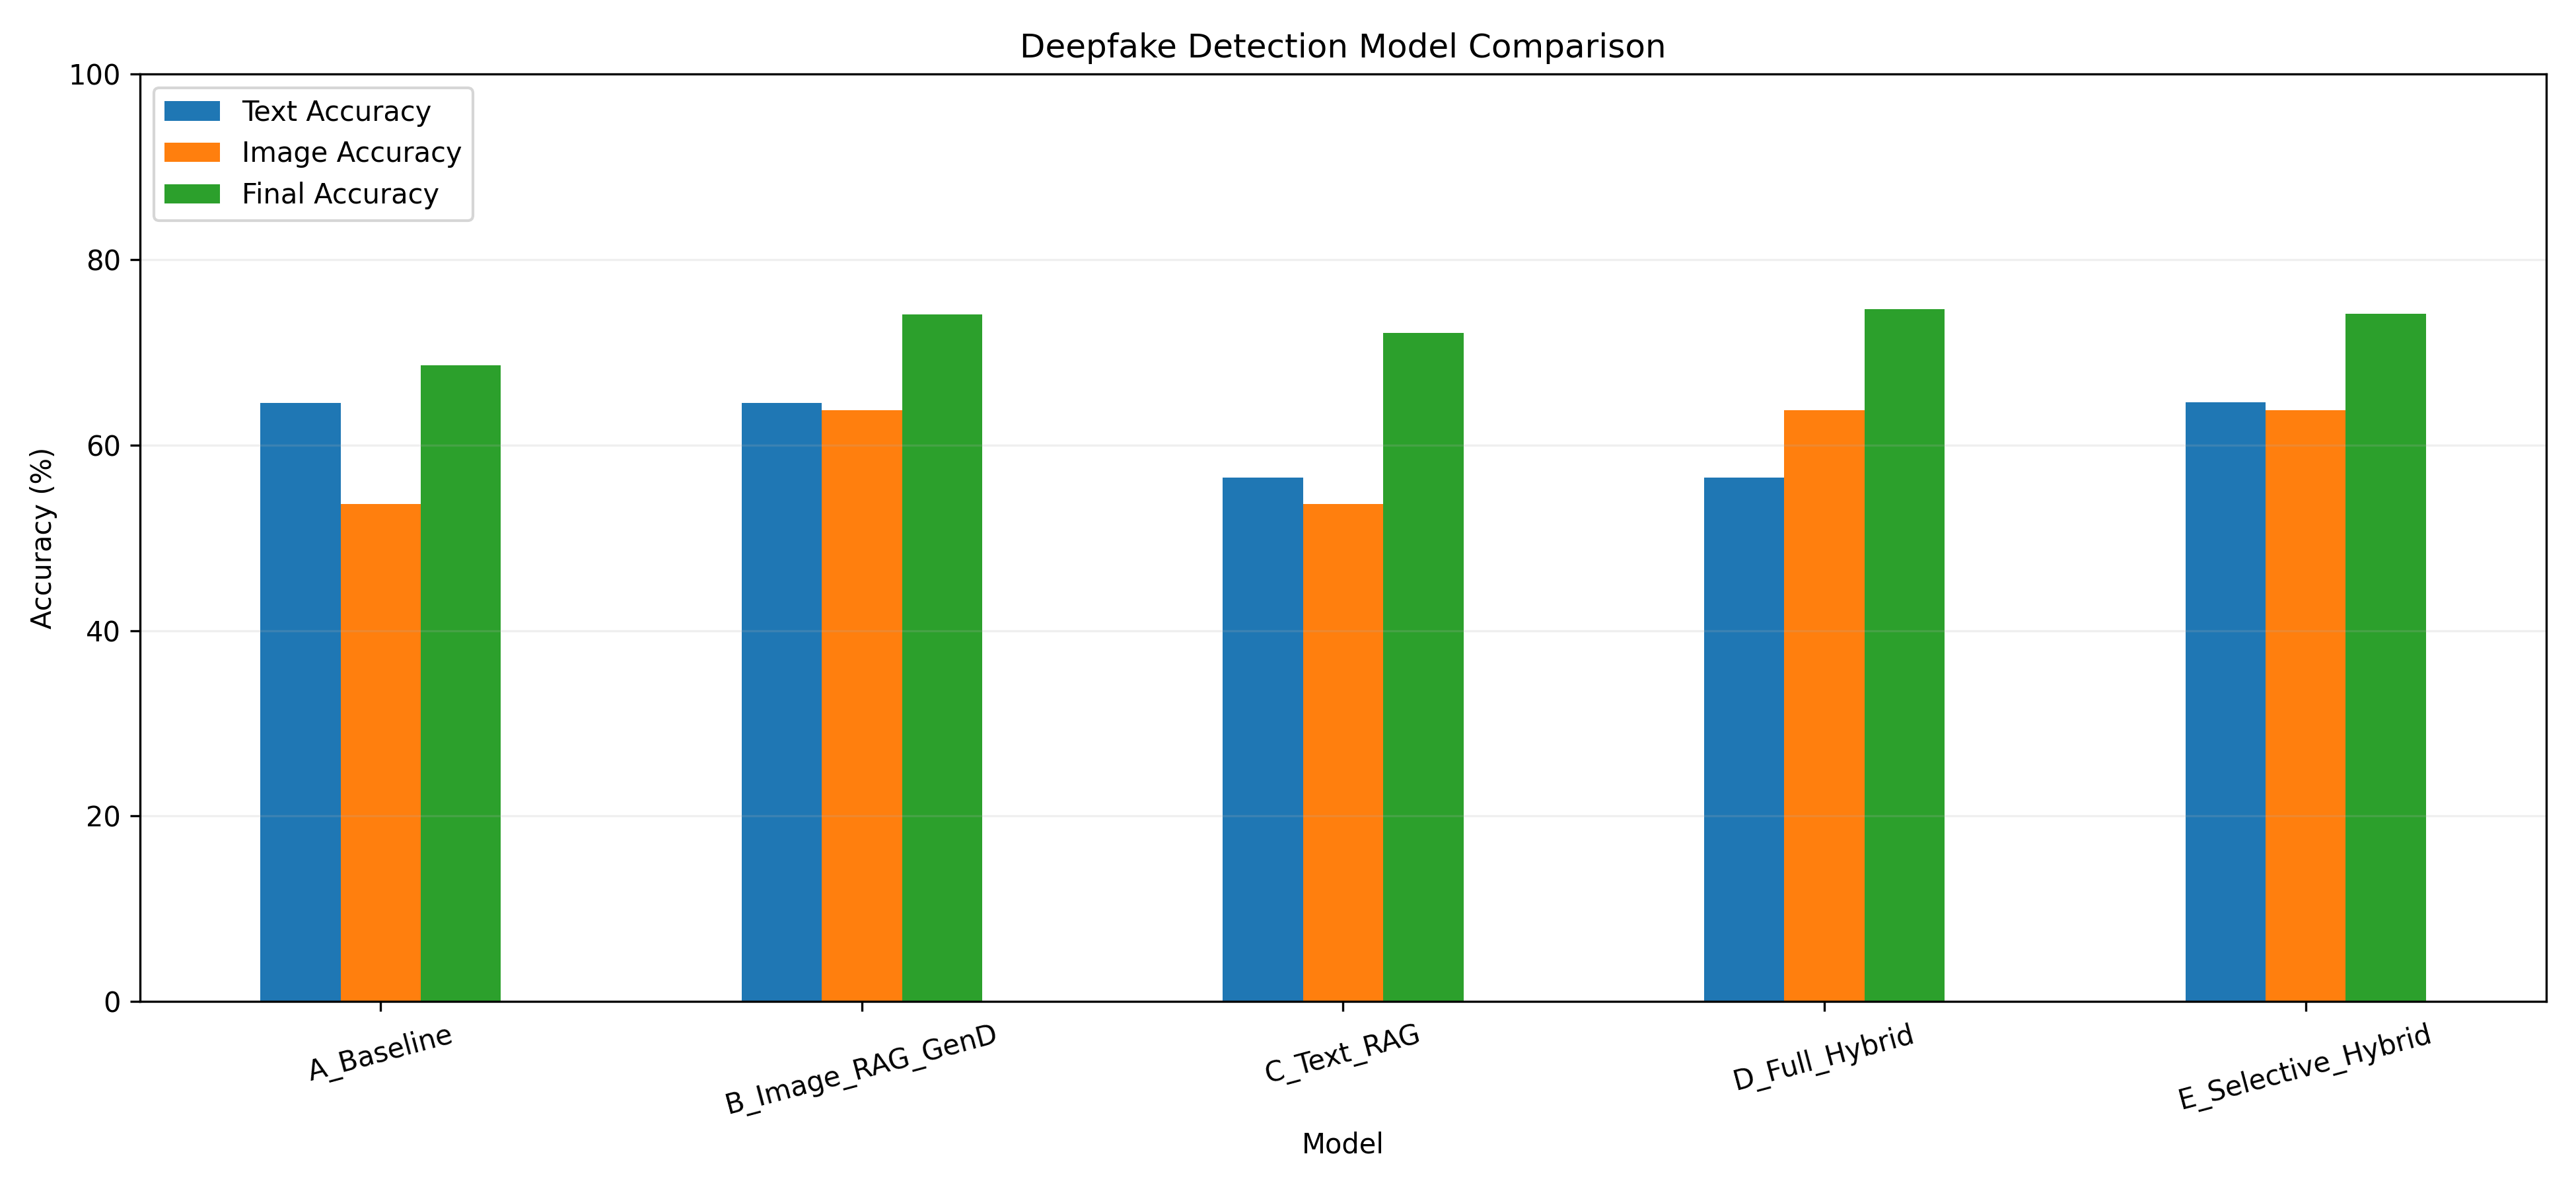 Deepfake Detection Model Comparison
100
80
60
40
20
0
Accuracy (%)
Text Accuracy
Image Accuracy
Final Accuracy
A_Baseline
B_Image_RAG_GenD
C_Text_RAG
D_Full_Hybrid
E_Selective_Hybrid
Model